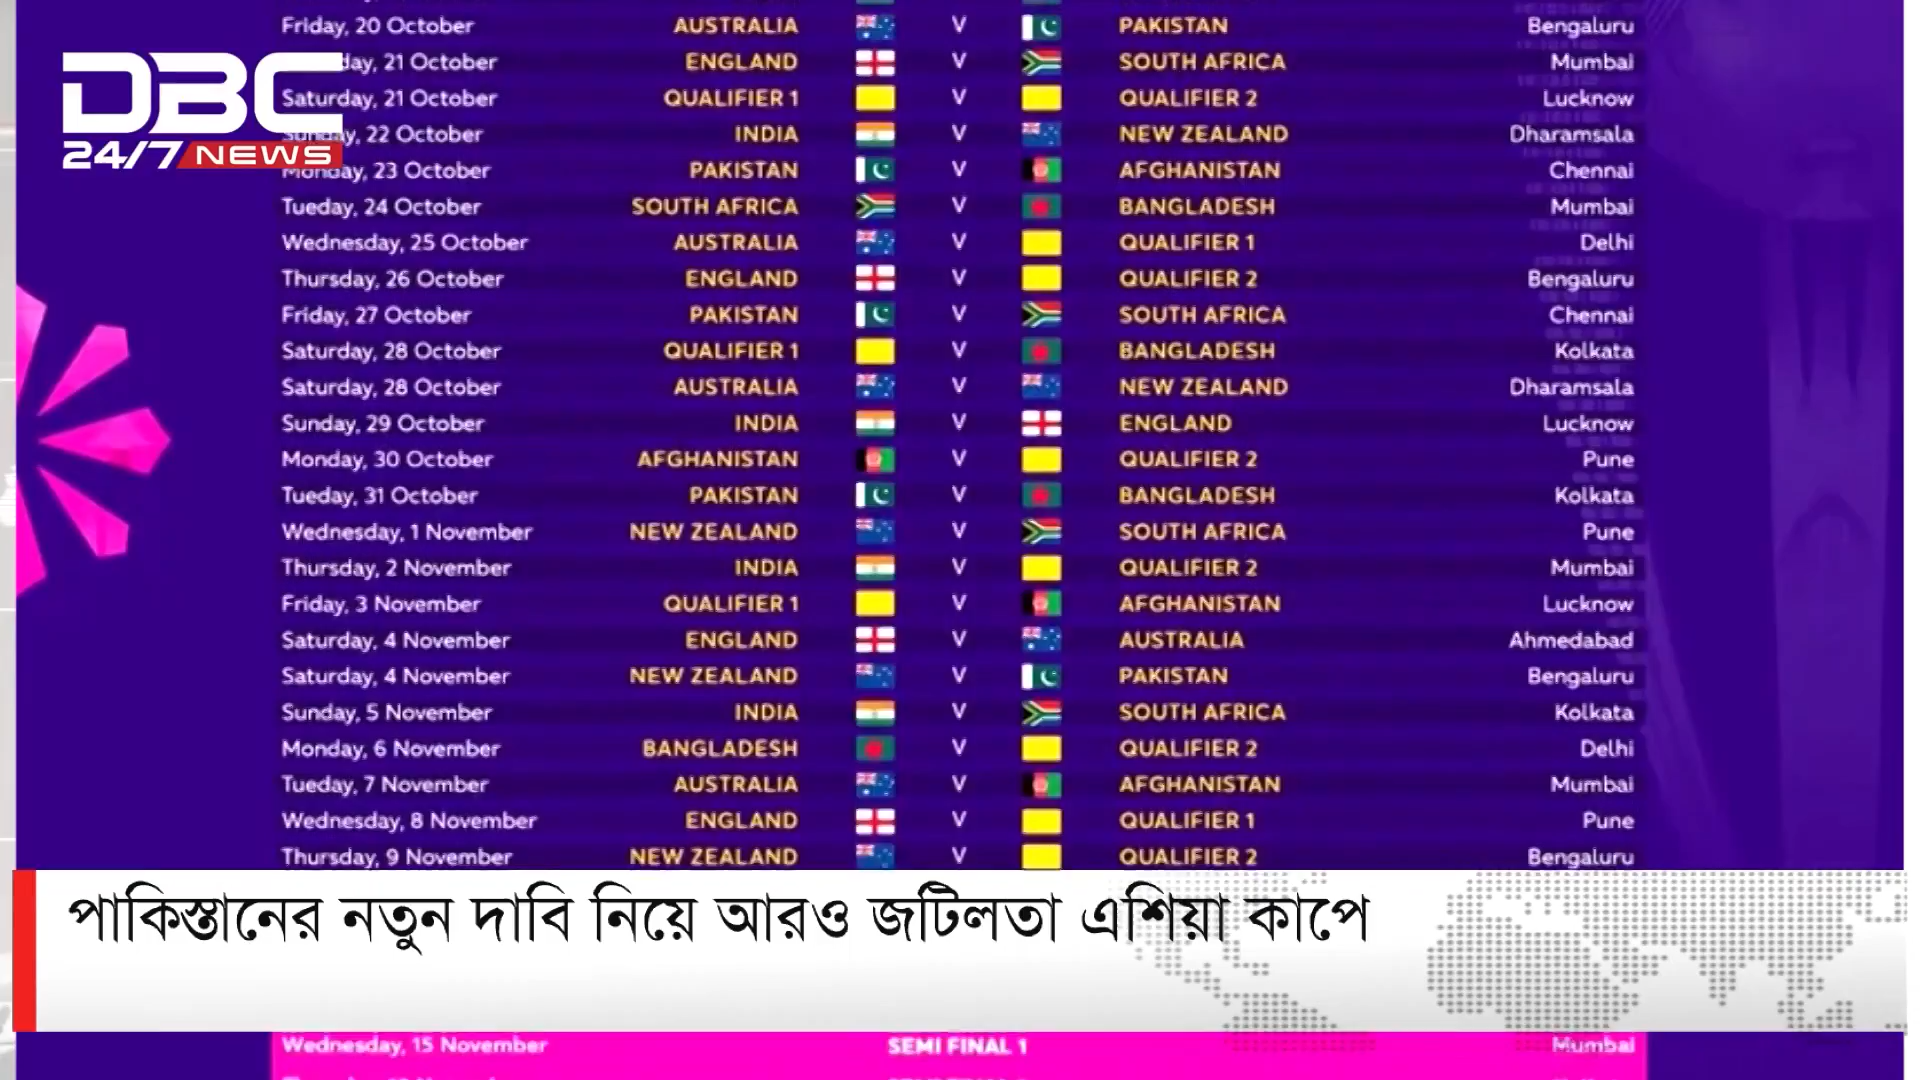 Friday, 20 October AUSTRALIA V PAKISTAN Bengaluru
day, 21 October ENGLAND V SOUTH AFRICA Mumbai
Saturday, 21 October QUALIFIER 1 V QUALIFIER 2 Lucknow
Sunday, 22 October INDIA V NEW ZEALAND Dharamsala
Monday, 23 October PAKISTAN V AFGHANISTAN Chennai
DBC
24/7 NEWS
Tueday, 24 October SOUTH AFRICA V BANGLADESH Mumbai
Wednesday, 25 October AUSTRALIA V QUALIFIER 1 Delhi
Thursday, 26 October ENGLAND V QUALIFIER 2 Bengaluru
Friday, 27 October PAKISTAN V SOUTH AFRICA Chennai
Saturday, 28 October QUALIFIER 1 V BANGLADESH Kolkata
Saturday, 28 October AUSTRALIA V NEW ZEALAND Dharamsala
Sunday, 29 October INDIA V ENGLAND Lucknow
Monday, 30 October AFGHANISTAN V QUALIFIER 2 Pune
Tueday, 31 October PAKISTAN V BANGLADESH Kolkata
Wednesday, 1 November NEW ZEALAND V SOUTH AFRICA Pune
Thursday, 2 November INDIA V QUALIFIER 2 Mumbai
Friday, 3 November QUALIFIER 1 V AFGHANISTAN Lucknow
Saturday, 4 November ENGLAND V AUSTRALIA Ahmedabad
Saturday, 4 November NEW ZEALAND V PAKISTAN Bengaluru
Sunday, 5 November INDIA V SOUTH AFRICA Kolkata
Monday, 6 November BANGLADESH V QUALIFIER 2 Delhi
Tueday, 7 November AUSTRALIA V AFGHANISTAN Mumbai
Wednesday, 8 November ENGLAND V QUALIFIER 1 Pune
Thursday, 9 November NEW ZEALAND V QUALIFIER 2 Bengaluru
পাকিস্তানের নতুন দাবি নিয়ে আরও জটিলতা এশিয়া কাপে
Wednesday, 15 November SEMI FINAL 1 Mumbai